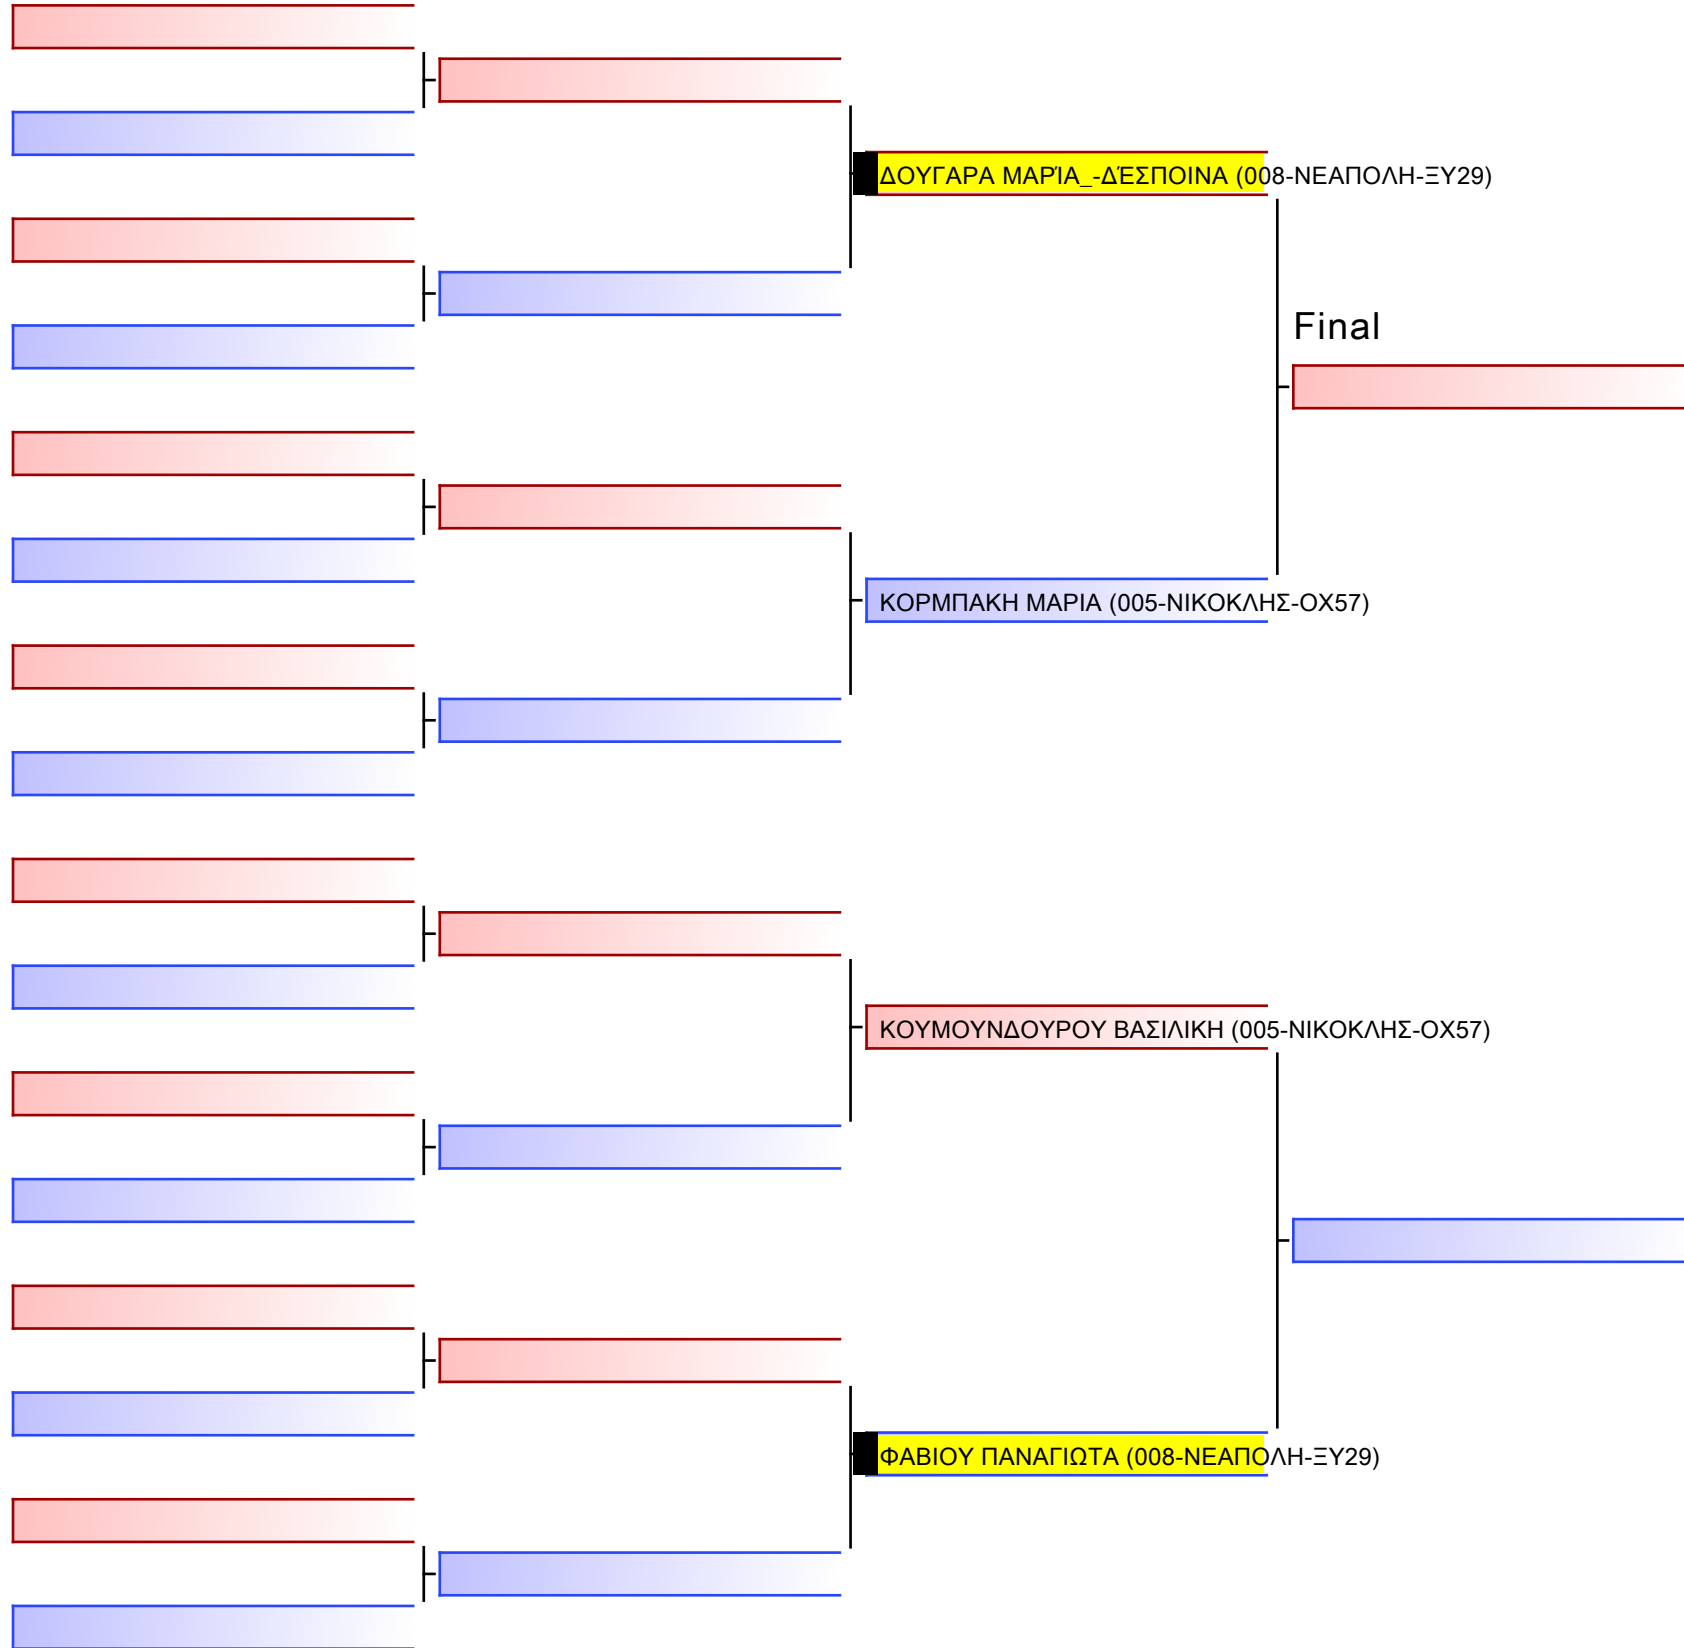 ΔΟΥΓΑΡΑ ΜΑΡΊΑ_-ΔΈΣΠΟΙΝΑ (008-ΝΕΑΠΟΛΗ-ΞΥ29)
Final
ΚΟΡΜΠΑΚΗ ΜΑΡΙΑ (005-ΝΙΚΟΚΛΗΣ-ΟΧ57)
ΚΟΥΜΟΥΝΔΟΥΡΟΥ ΒΑΣΙΛΙΚΗ (005-ΝΙΚΟΚΛΗΣ-ΟΧ57)
ΦΑΒΙΟΥ ΠΑΝΑΓΙΩΤΑ (008-ΝΕΑΠΟΛΗ-ΞΥ29)